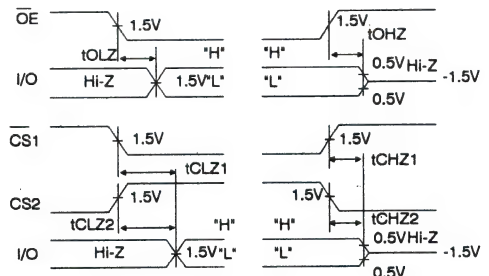 OE 1.5V 1.5V
tOLZ "H" "H" tOHZ
0.5V Hi-Z
I/O Hi-Z 1.5V "L" "L" -1.5V
0.5V
CS1 1.5V 1.5V
tCLZ1 tCHZ1
CS2 1.5V 1.5V
tCLZ2 "H" "H" tCHZ2
0.5V Hi-Z
I/O Hi-Z 1.5V "L" "L" -1.5V
0.5V